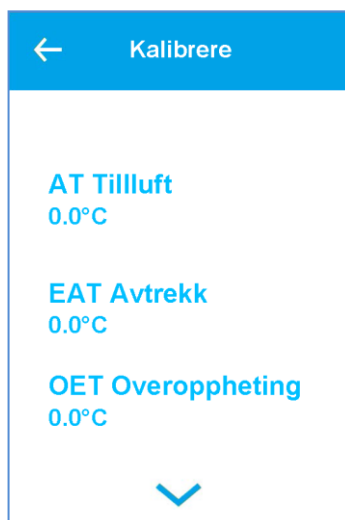 Kalibrere
AT Tillluft
0.0°C
EAT Avtrekk
0.0°C
OET Overoppheting
0.0°C